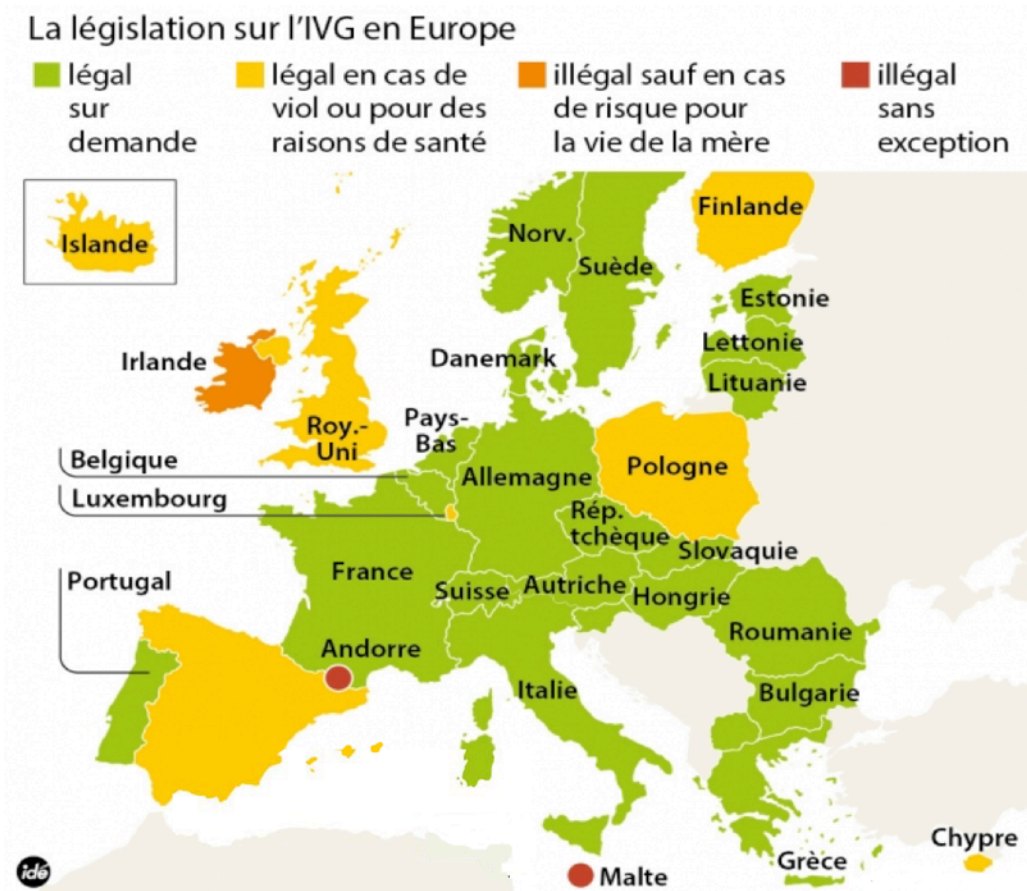 La législation sur l'IVG en Europe
légal
sur
demande
légal en cas de
viol ou pour des
raisons de santé
illégal sauf en cas
de risque pour
la vie de la mère
illégal
sans
exception
Islande
Finlande
Norv.
Suède
Estonie
Irlande
Danemark
Lettonie
Lituanie
Roy.-
Uni
Pays-
Bas
Belgique
Allemagne
Pologne
Luxembourg
Rép.
tchèque
Slovaquie
Portugal
France
Suisse
Autriche
Hongrie
Andorre
Roumanie
Italie
Bulgarie
Chypre
Grèce
Malte
idé